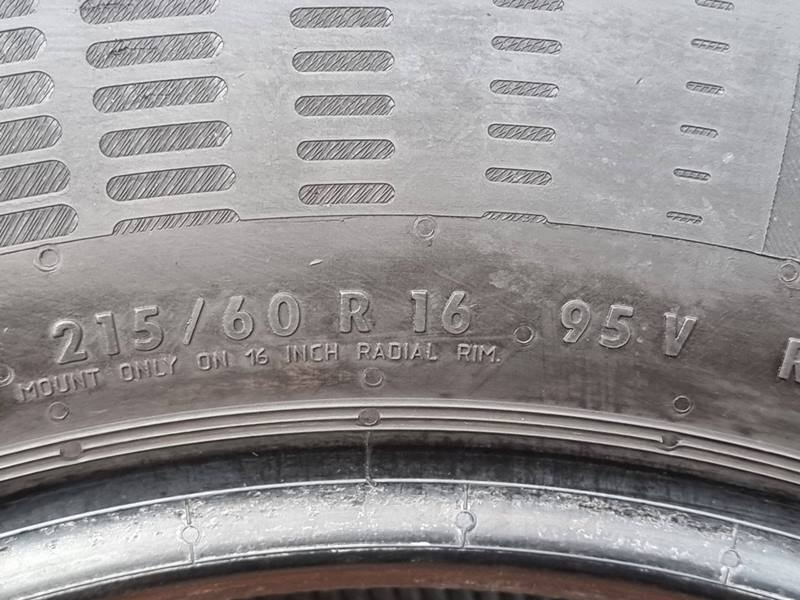 215/60 R 16 95 V R
MOUNT ONLY ON 16 INCH RADIAL RIM.